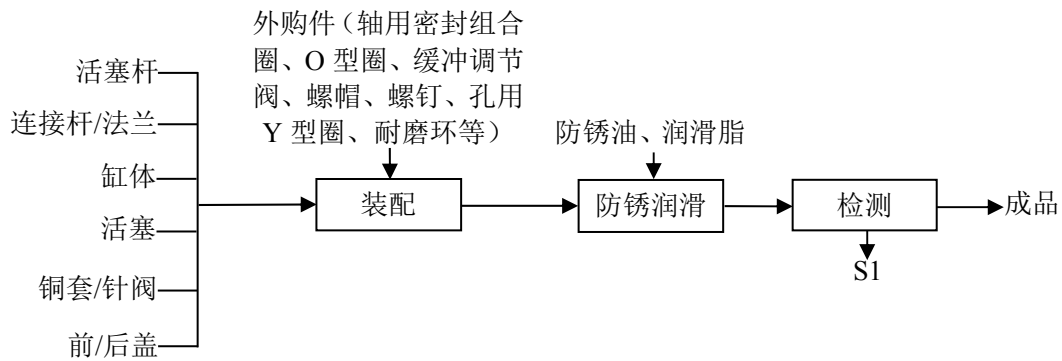 外购件（轴用密封组合
圈、O 型圈、缓冲调节
阀、螺帽、螺钉、孔用
Y 型圈、耐磨环等）
活塞杆
连接杆/法兰
缸体
活塞
铜套/针阀
前/后盖
装配
防锈油、润滑脂
防锈润滑
检测
成品
S1